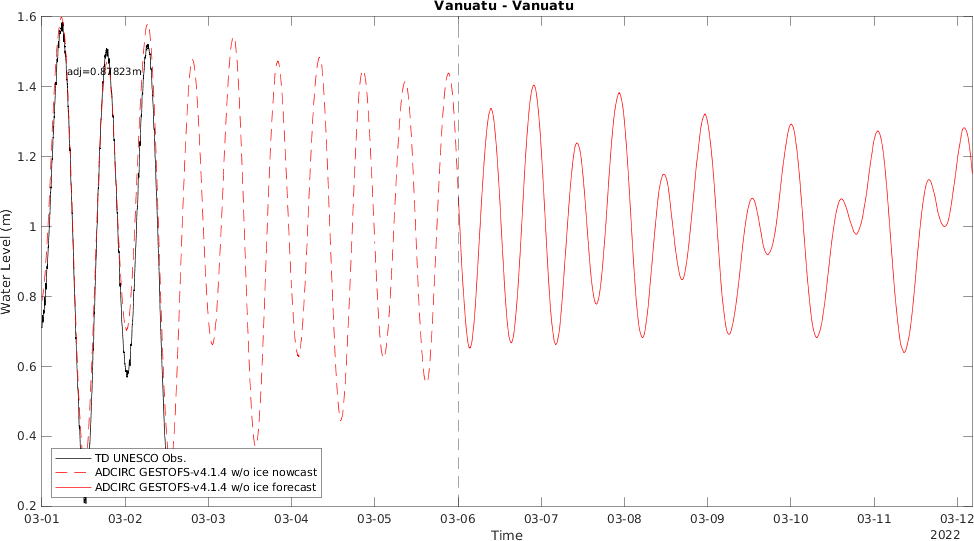 Vanuatu - Vanuatu
1.6
1.4
1.2
1
0.8
0.6
0.4
0.2
Water Level (m)
adj=0.87823m
TD UNESCO Obs.
ADCIRC GESTOFS-v4.1.4 w/o ice nowcast
ADCIRC GESTOFS-v4.1.4 w/o ice forecast
03-01 03-02 03-03 03-04 03-05 03-06 03-07 03-08 03-09 03-10 03-11 03-12
Time
2022